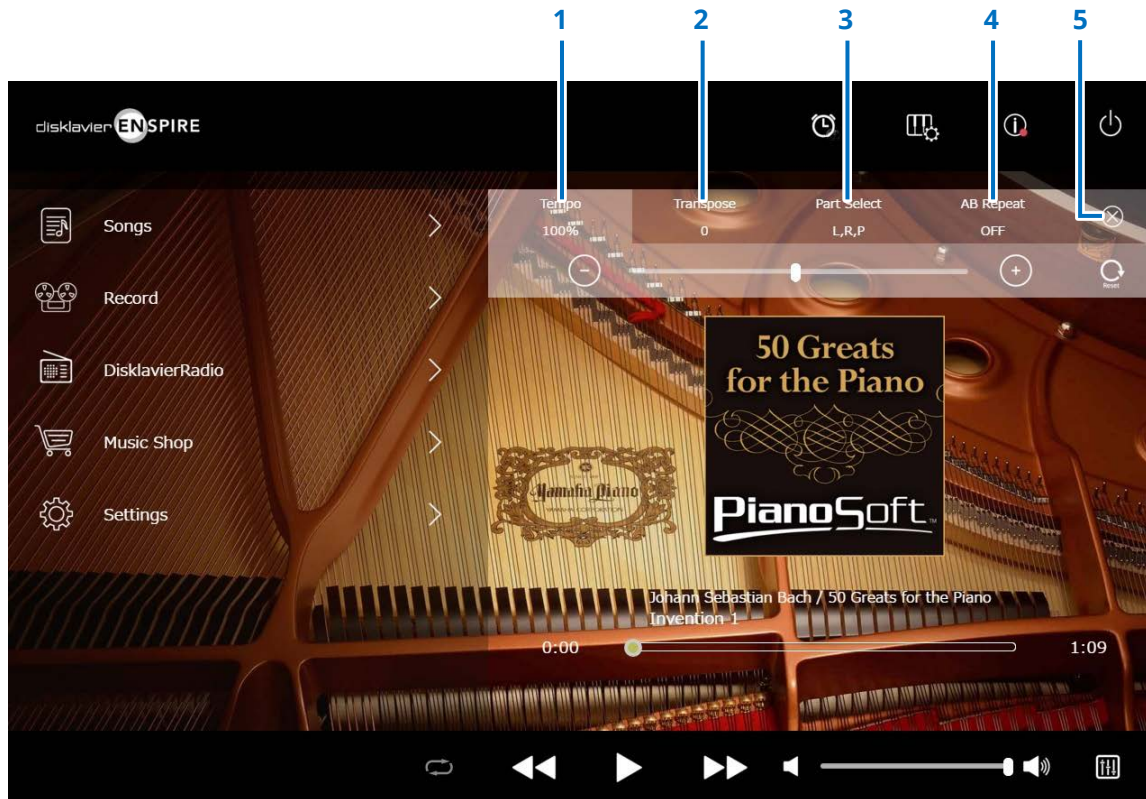 1 2 3 4 5
disklavier ENSPIRE
Tempo Transpose Part Select AB Repeat
100% 0 L,R,P OFF
Songs
Record
Reset
50 Greats
for the Piano
DisklavierRadio
Music Shop
Yamaha Piano
PianoSoft™
Settings
Johann Sebastian Bach / 50 Greats for the Piano
Invention 1
0:00 1:09